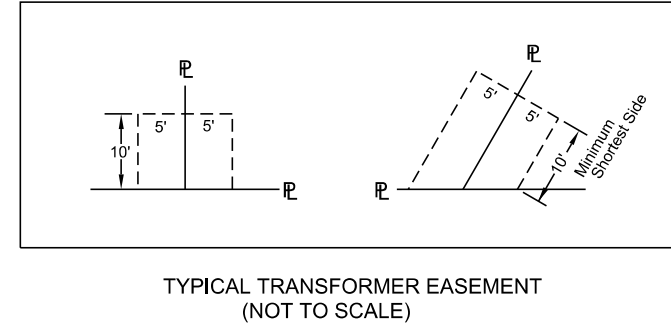 ℄
5' 5'
10'
℄
℄
5'
5'
10'
Minimum
Shortest Side
℄
TYPICAL TRANSFORMER EASEMENT
(NOT TO SCALE)